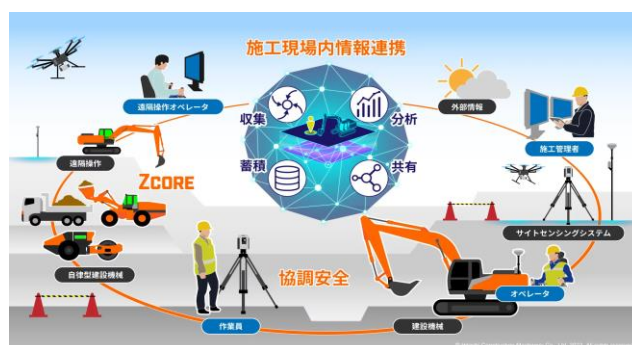 施工現場内情報連携
遠隔操作オペレータ
外部情報
収集
分析
施工管理者
遠隔操作
ZCORE
蓄積
共有
サイトセンシングシステム
自律型建設機械
協調安全
オペレータ
作業員
建設機械